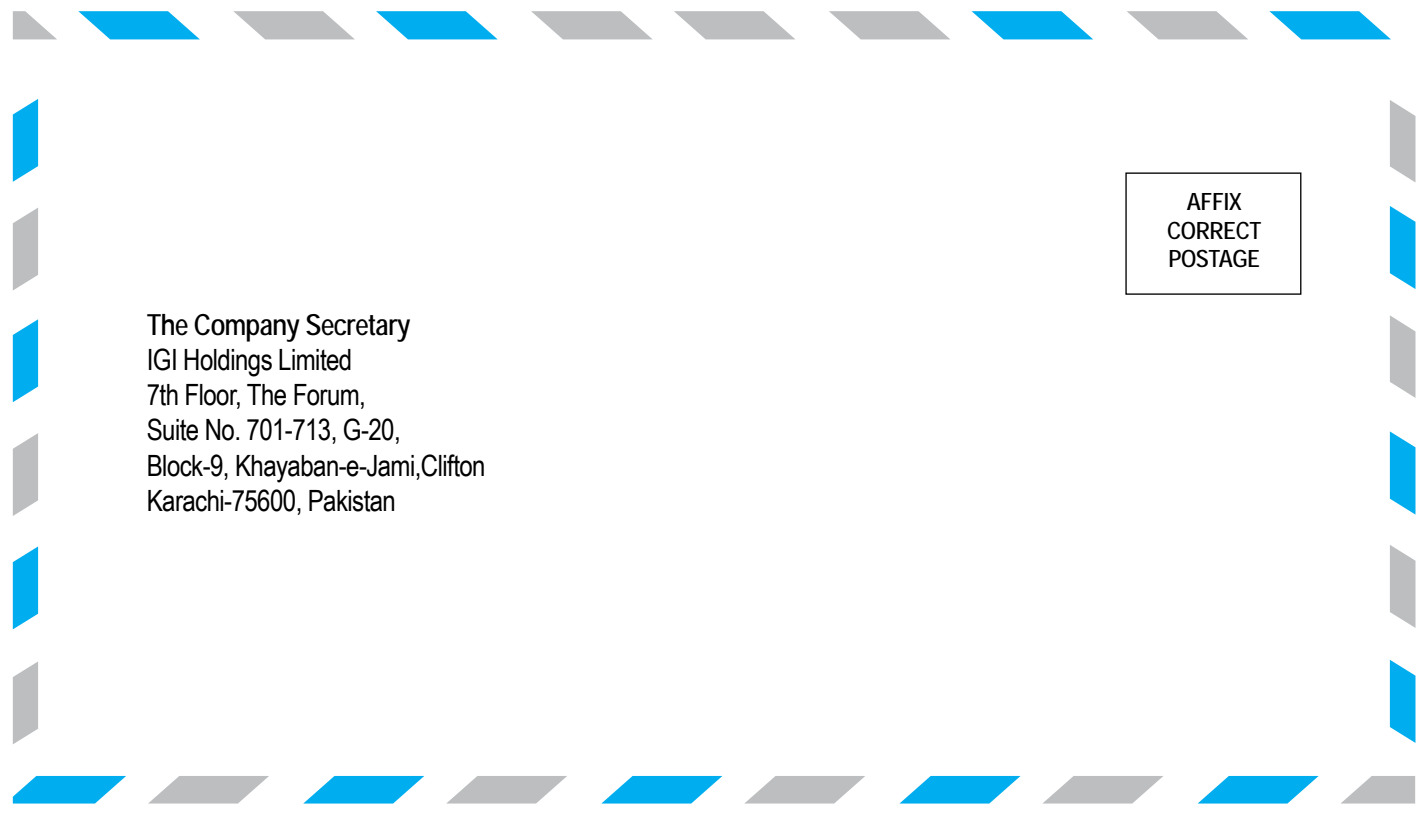 AFFIX
CORRECT
POSTAGE
The Company Secretary
IGI Holdings Limited
7th Floor, The Forum,
Suite No. 701-713, G-20,
Block-9, Khayaban-e-Jami,Clifton
Karachi-75600, Pakistan